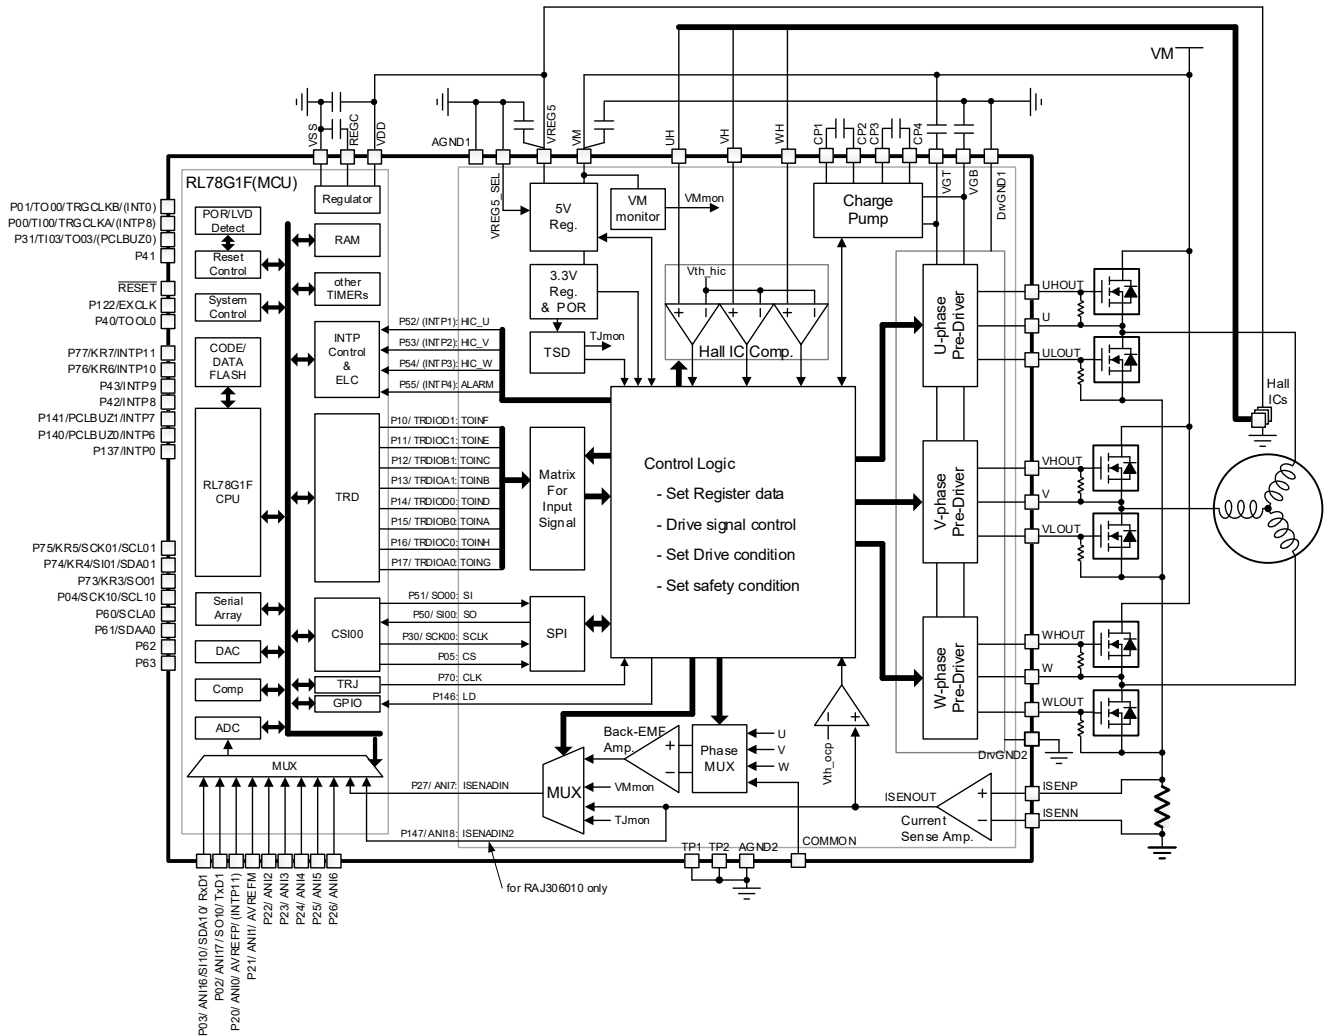 VM
VSS
REGC
VDD
AGND1
VREG5_SEL
VREG5
VM
UH
VH
WH
CP1
CP2
CP3
CP4
VGT
VGB
DrvGND1
RL78G1F(MCU)
P01/TO00/TRGCLKB/(INT0)
P00/TI00/TRGCLKA/(INTP8)
P31/TI03/TO03/(PCLBUZ0)
P41
RESET
P122/EXCLK
P40/TOOL0
P77/KR7/INTP11
P76/KR6/INTP10
P43/INTP9
P42/INTP8
P141/PCLBUZ1/INTP7
P140/PCLBUZ0/INTP6
P137/INTP0
P75/KR5/SCK01/SCL01
P74/KR4/SI01/SDA01
P73/KR3/SO01
P04/SCK10/SCL10
P60/SCLA0
P61/SDAA0
P62
P63
POR/LVD
Detect
Reset
Control
System
Control
CODE/
DATA
FLASH
RL78G1F
CPU
Serial
Array
DAC
Comp
ADC
MUX
Regulator
RAM
other
TIMERs
INTP
Control
&
ELC
TRD
CSI00
TRJ
GPIO
P52/ (INTP1): HIC_U
P53/ (INTP2): HIC_V
P54/ (INTP3): HIC_W
P55/ (INTP4): ALARM
P10/ TRDIOD1: TOINF
P11/ TRDIOC1: TOINE
P12/ TRDIOB1: TOINC
P13/ TRDIOA1: TOINB
P14/ TRDIOD0: TOIND
P15/ TRDIOB0: TOINA
P16/ TRDIOC0: TOINH
P17/ TRDIOA0: TOING
P51/ SO00: SI
P50/ SI00: SO
P30/ SCK00: SCLK
P05: CS
P70: CLK
P146: LD
P27/ ANI7: ISENADIN
P147/ ANI18: ISENADIN2
5V
Reg.
VM
monitor
VMmon
3.3V
Reg.
& POR
TSD
TJmon
Matrix
For
Input
Signal
SPI
Vth_hic
+
−
−
+
−
+
Hall IC Comp.
Charge
Pump
Control Logic
- Set Register data
- Drive signal control
- Set Drive condition
- Set safety condition
U-phase
Pre-Driver
V-phase
Pre-Driver
W-phase
Pre-Driver
UHOUT
U
ULOUT
VHOUT
V
VLOUT
WHOUT
W
WLOUT
DrvGND2
ISENP
ISENN
Hall
ICs
Back-EMF
Amp.
+
−
Phase
MUX
U
V
W
MUX
VMmon
TJmon
−
+
Vth_ocp
ISENOUT
+
−
Current
Sense Amp.
COMMON
TP1
TP2
AGND2
for RAJ306010 only
P03/ ANI16/SI10/SDA10/ RxD1
P02/ ANI17/ SO10/ TxD1
P20/ ANI0/ AVREFP/ (INTP11)
P21/ ANI1/ AVREFM
P22/ ANI2
P23/ ANI3
P24/ ANI4
P25/ ANI5
P26/ ANI6